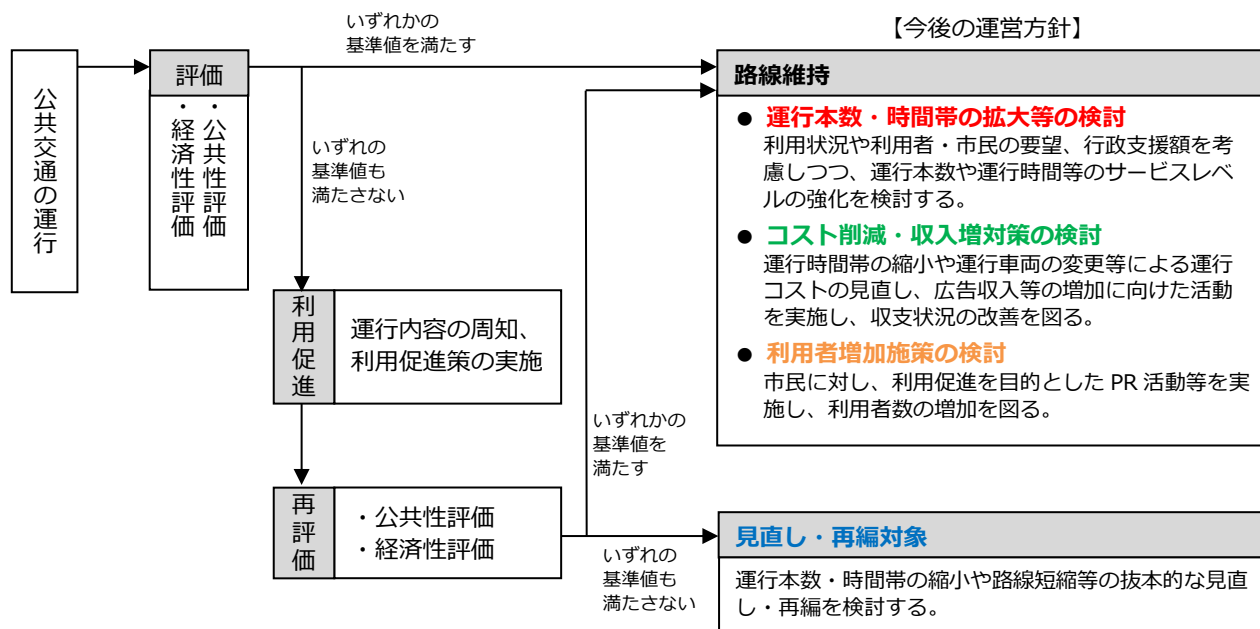 公共交通の運行
評価
・公共性評価
・経済性評価
いずれかの
基準値を満たす
いずれの
基準値も
満たさない
利用促進
運行内容の周知、
利用促進策の実施
再評価
・公共性評価
・経済性評価
いずれかの
基準値を
満たす
いずれの
基準値も
満たさない
【今後の運営方針】
路線維持
● 運行本数・時間帯の拡大等の検討
利用状況や利用者・市民の要望、行政支援額を考
慮しつつ、運行本数や運行時間等のサービスレベ
ルの強化を検討する。
● コスト削減・収入増対策の検討
運行時間帯の縮小や運行車両の変更等による運行
コストの見直し、広告収入等の増加に向けた活動
を実施し、収支状況の改善を図る。
● 利用者増加施策の検討
市民に対し、利用促進を目的とした PR 活動等を実
施し、利用者数の増加を図る。
見直し・再編対象
運行本数・時間帯の縮小や路線短縮等の抜本的な見直
し・再編を検討する。